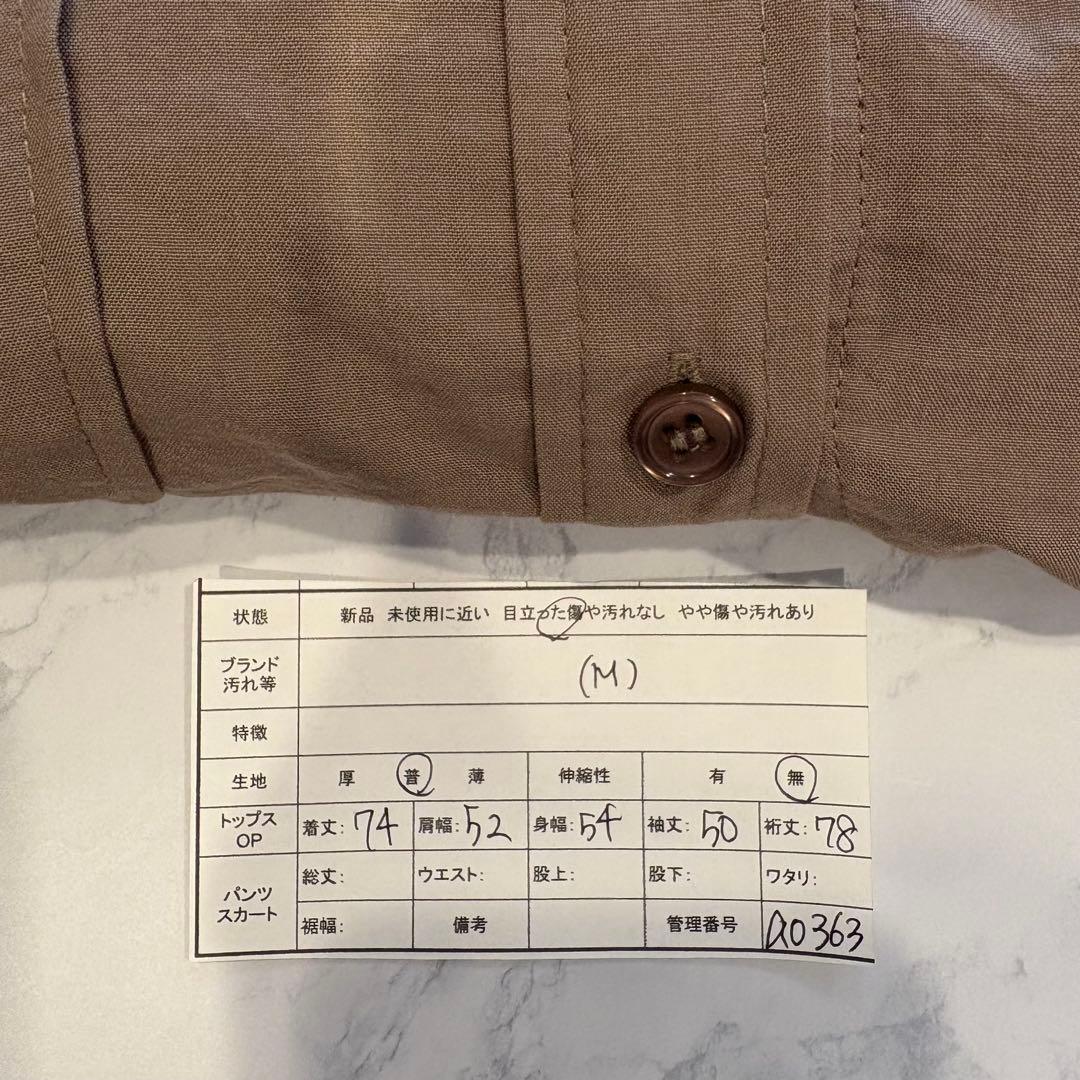 状態 新品 未使用に近い 目立った傷や汚れなし やや傷や汚れあり
ブランド
汚れ等
(M)
特徴
生地 厚 普 薄 伸縮性 有 無
トップス
OP
着丈:74 肩幅:52 身幅:54 袖丈:50 裄丈:78
パンツ
スカート
総丈: ウエスト: 股上: 股下: ワタリ:
裾幅: 備考 管理番号 a0363